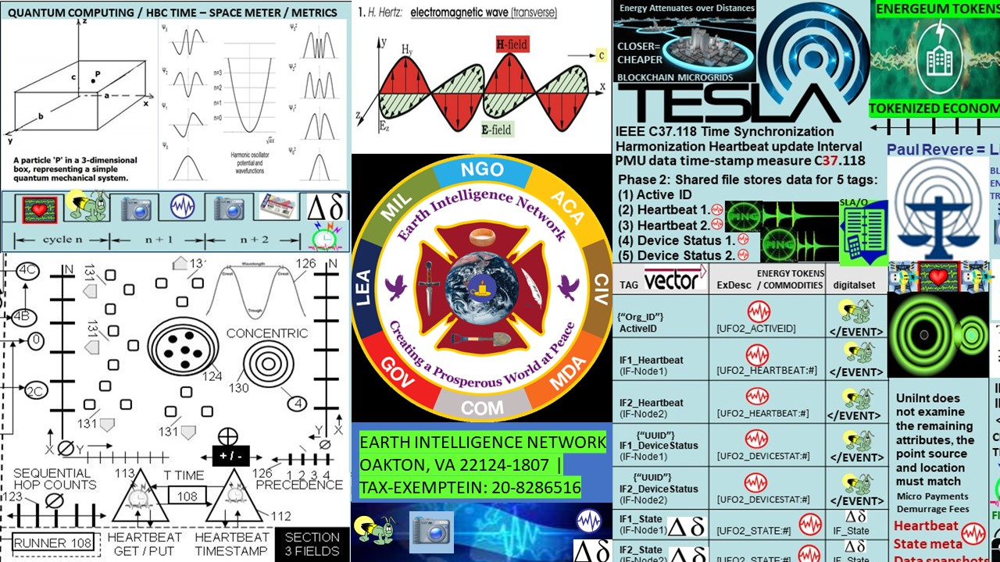 QUANTUM COMPUTING / HBC TIME – SPACE METER / METRICS
z
c
P
a
x
b
y
A particle 'P' in a 3-dimensional
box, representing a simple
quantum mechanical system.
n=3
n=2
n=1
n=0
Harmonic oscillator
potential and
wavefunctions
Δδ
cycle n
n + 1
n + 2
4C
4B
0
2C
N
131
131
131
131
126
N
Wavelength
Crest
Crest
Trough
CONCENTRIC
124
130
4
X
Y
Y
X
+ / -
SEQUENTIAL
HOP COUNTS
123
113
T TIME
108
126
1 2 3 4
PRECEDENCE
112
RUNNER 108
HEARTBEAT
GET / PUT
HEARTBEAT
TIMESTAMP
SECTION
3 FIELDS
1. H. Hertz: electromagnetic wave (transverse)
y
Hy
H-field
c
x
z
Ez
E-field
NGO
ACA
CIV
MDA
COM
GOV
LEA
MIL
Earth Intelligence Network
Creating a Prosperous World at Peace
EARTH INTELLIGENCE NETWORK
OAKTON, VA 22124-1807 |
TAX-EXEMPTEIN: 20-8286516
Δδ
Energy Attenuates over Distances
CLOSER=
CHEAPER
BLOCKCHAIN MICROGRIDS
TESLA
ENERGEUM TOKENS
TOKENIZED ECONOM
IEEE C37.118 Time Synchronization
Harmonization Heartbeat update Interval
PMU data time-stamp measure C37.118
Phase 2: Shared file stores data for 5 tags:
(1) Active ID
(2) Heartbeat 1.
(3) Heartbeat 2.
(4) Device Status 1.
(5) Device Status 2.
PING
PING
SLA/O
Paul Revere = L
TAG vector
ExDesc
ENERGY TOKENS
/ COMMODITIES
digitalset
{“Org_ID”}
ActiveID
[UFO2_ACTIVEID]
</EVENT>
IF1_Heartbeat
(IF-Node1)
[UFO2_HEARTBEAT:#]
</EVENT>
IF2_Heartbeat
(IF-Node2)
[UFO2_HEARTBEAT:#]
</EVENT>
{“UUID”}
IF1_DeviceStatus
(IF-Node1)
[UFO2_DEVICESTAT:#]
</EVENT>
{“UUID”}
IF2_DeviceStatus
(IF-Node2)
[UFO2_DEVICESTAT:#]
</EVENT>
IF1_State
(IF-Node1)
Δδ
[UFO2_STATE:#]
Δδ
IF_State
IF2_State
(IF-Node2)
Δδ
[UFO2_STATE:#]
Δδ
IF_State
UniInt does
not examine
the remaining
attributes, the
point source
and location
must match
Micro Payments
Demurrage Fees
Heartbeat
State meta
Data snapshots